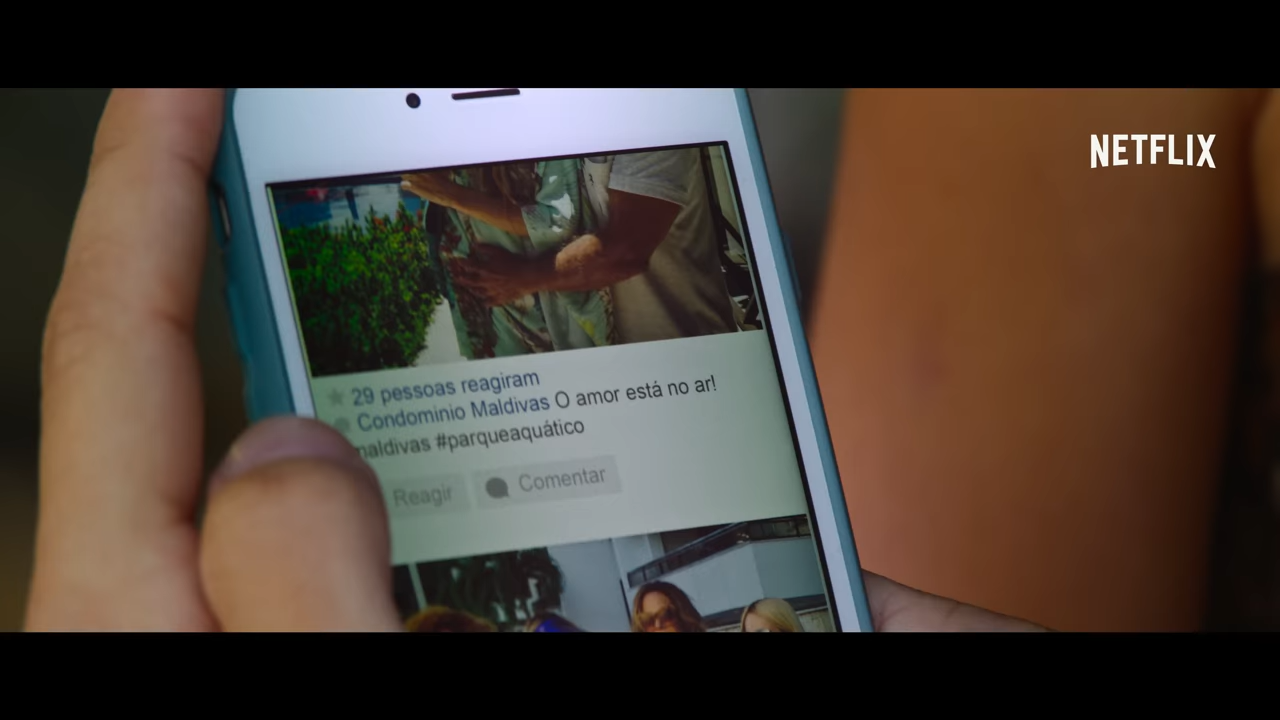 NETFLIX
29 pessoas reagiram
Condominio Maldivas O amor está no ar!
maldivas #parqueaquático
Reagir
Comentar